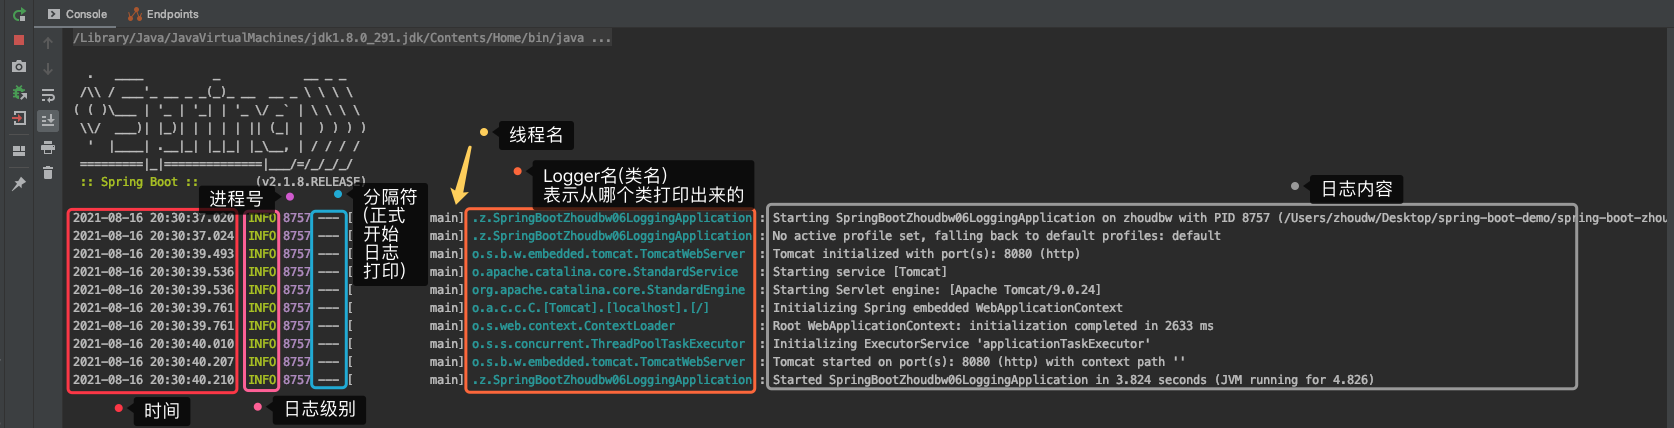 Console Endpoints
/Library/Java/JavaVirtualMachines/jdk1.8.0_291.jdk/Contents/Home/bin/java ...
  .   ____          _            __ _ _
 /\\ / ___'_ __ _ _(_)_ __  __ _ \ \ \ \
( ( )\___ | '_ | '_| | '_ \/ _` | \ \ \ \
 \\/  ___)| |_)| | | | | || (_| |  ) ) ) )
  '  |____| .__|_| |_|_| |_\__, | / / / /
 =========|_|==============|___/=/_/_/_/
 :: Spring Boot ::        (v2.1.8.RELEASE)
线程名
Logger名(类名)
表示从哪个类打印出来的
进程号
分隔符
(正式
开始
日志
打印)
日志内容
2021-08-16 20:30:37.020 INFO 8757 --- [           main] .z.SpringBootZhoudbw06LoggingApplication : Starting SpringBootZhoudbw06LoggingApplication on zhoudbw with PID 8757 (/Users/zhoudw/Desktop/spring-boot-demo/spring-boot-zhou
2021-08-16 20:30:37.024 INFO 8757 --- [           main] .z.SpringBootZhoudbw06LoggingApplication : No active profile set, falling back to default profiles: default
2021-08-16 20:30:39.493 INFO 8757 --- [           main] o.s.b.w.embedded.tomcat.TomcatWebServer : Tomcat initialized with port(s): 8080 (http)
2021-08-16 20:30:39.536 INFO 8757 --- [           main] o.apache.catalina.core.StandardService : Starting service [Tomcat]
2021-08-16 20:30:39.536 INFO 8757 --- [           main] org.apache.catalina.core.StandardEngine : Starting Servlet engine: [Apache Tomcat/9.0.24]
2021-08-16 20:30:39.761 INFO 8757 --- [           main] o.a.c.c.C.[Tomcat].[localhost].[/] : Initializing Spring embedded WebApplicationContext
2021-08-16 20:30:39.761 INFO 8757 --- [           main] o.s.web.context.ContextLoader : Root WebApplicationContext: initialization completed in 2633 ms
2021-08-16 20:30:40.010 INFO 8757 --- [           main] o.s.s.concurrent.ThreadPoolTaskExecutor : Initializing ExecutorService 'applicationTaskExecutor'
2021-08-16 20:30:40.207 INFO 8757 --- [           main] o.s.b.w.embedded.tomcat.TomcatWebServer : Tomcat started on port(s): 8080 (http) with context path ''
2021-08-16 20:30:40.210 INFO 8757 --- [           main] .z.SpringBootZhoudbw06LoggingApplication : Started SpringBootZhoudbw06LoggingApplication in 3.824 seconds (JVM running for 4.826)
时间
日志级别